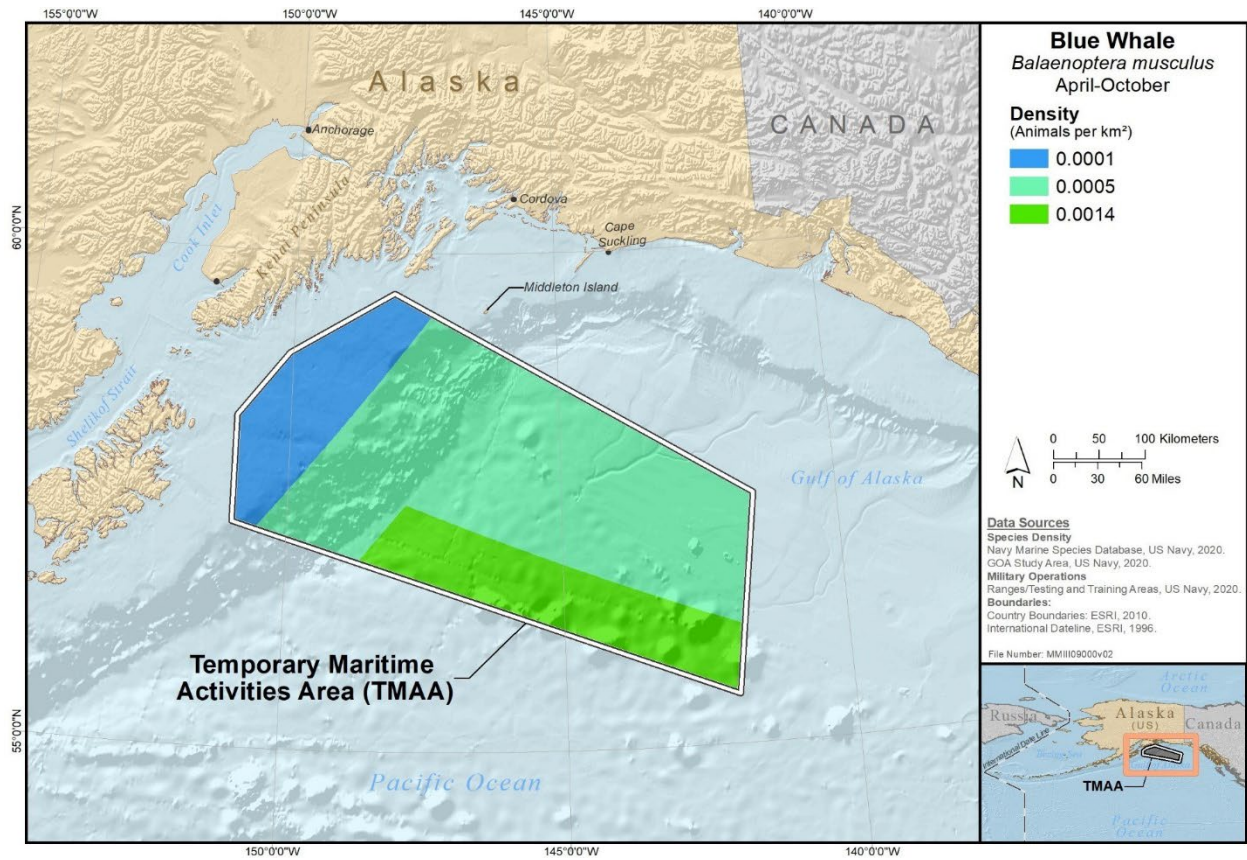 155°0'0"W
150°0'0"W
145°0'0"W
140°0'0"W
Alaska
CANADA
Anchorage
Cook Inlet
Kenai Peninsula
Cordova
Cape
Suckling
Middleton Island
60°0'0"N
Shelikof Strait
Gulf of Alaska
Temporary Maritime
Activities Area (TMAA)
55°0'0"N
Pacific Ocean
150°0'0"W
145°0'0"W
140°0'0"W
Blue Whale
Balaenoptera musculus
April-October
Density
(Animals per km²)
0.0001
0.0005
0.0014
N
0 50 100 Kilometers
0 30 60 Miles
Data Sources
Species Density
Navy Marine Species Database, US Navy, 2020.
GOA Study Area, US Navy, 2020.
Military Operations
Ranges/Testing and Training Areas, US Navy, 2020.
Boundaries:
Country Boundaries: ESRI, 2010.
International Dateline, ESRI, 1996.
File Number: MMIII09000v02
Arctic
Ocean
Russia
Alaska
(US)
Canada
International Date Line
TMAA
Pacific
Ocean